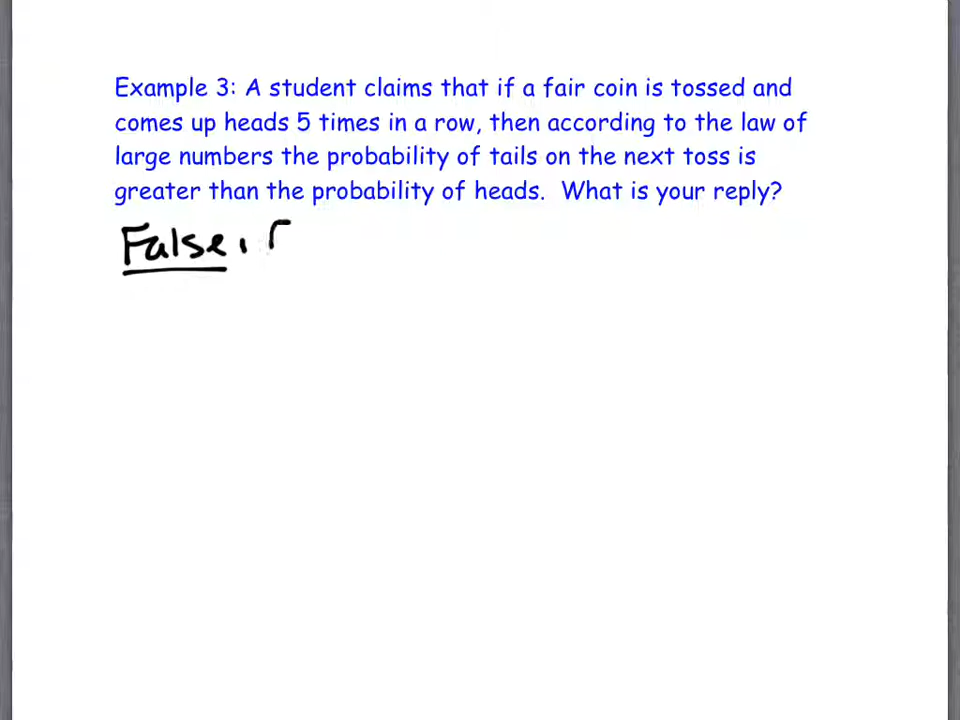 Example 3: A student claims that if a fair coin is tossed and
comes up heads 5 times in a row, then according to the law of
large numbers the probability of tails on the next toss is
greater than the probability of heads.  What is your reply?
False,